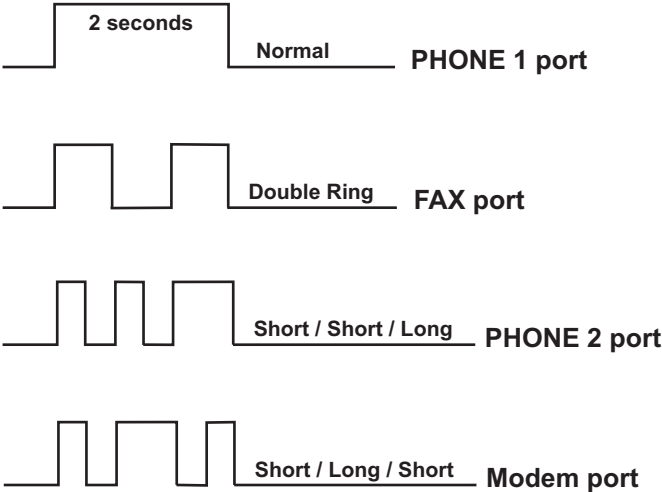 2 seconds
Normal
PHONE 1 port
Double Ring
FAX port
Short / Short / Long
PHONE 2 port
Short / Long / Short
Modem port